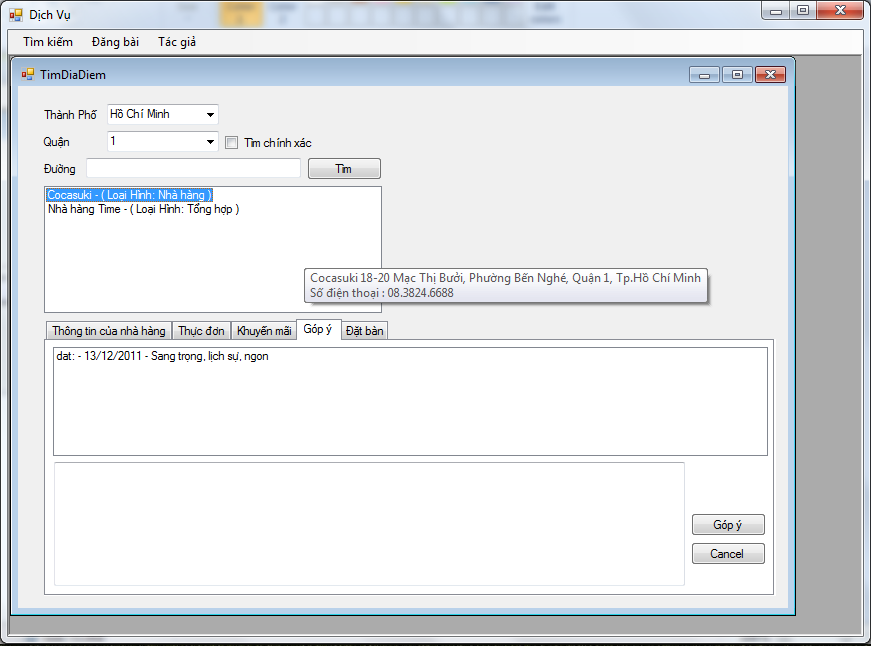 Dịch Vụ
Tìm kiếm Đăng bài Tác giả
TimDiaDiem
Thành Phố Hồ Chí Minh
Quận 1 Tìm chính xác
Đường Tìm
Cocasuki - ( Loại Hình: Nhà hàng )
Nhà hàng Time - ( Loại Hình: Tổng hợp )
Cocasuki 18-20 Mạc Thị Bưởi, Phường Bến Nghé, Quận 1, Tp.Hồ Chí Minh
Số điện thoại : 08.3824.6688
Thông tin của nhà hàng Thực đơn Khuyến mãi Góp ý Đặt bàn
dat: - 13/12/2011 - Sang trọng, lịch sự, ngon
Góp ý
Cancel